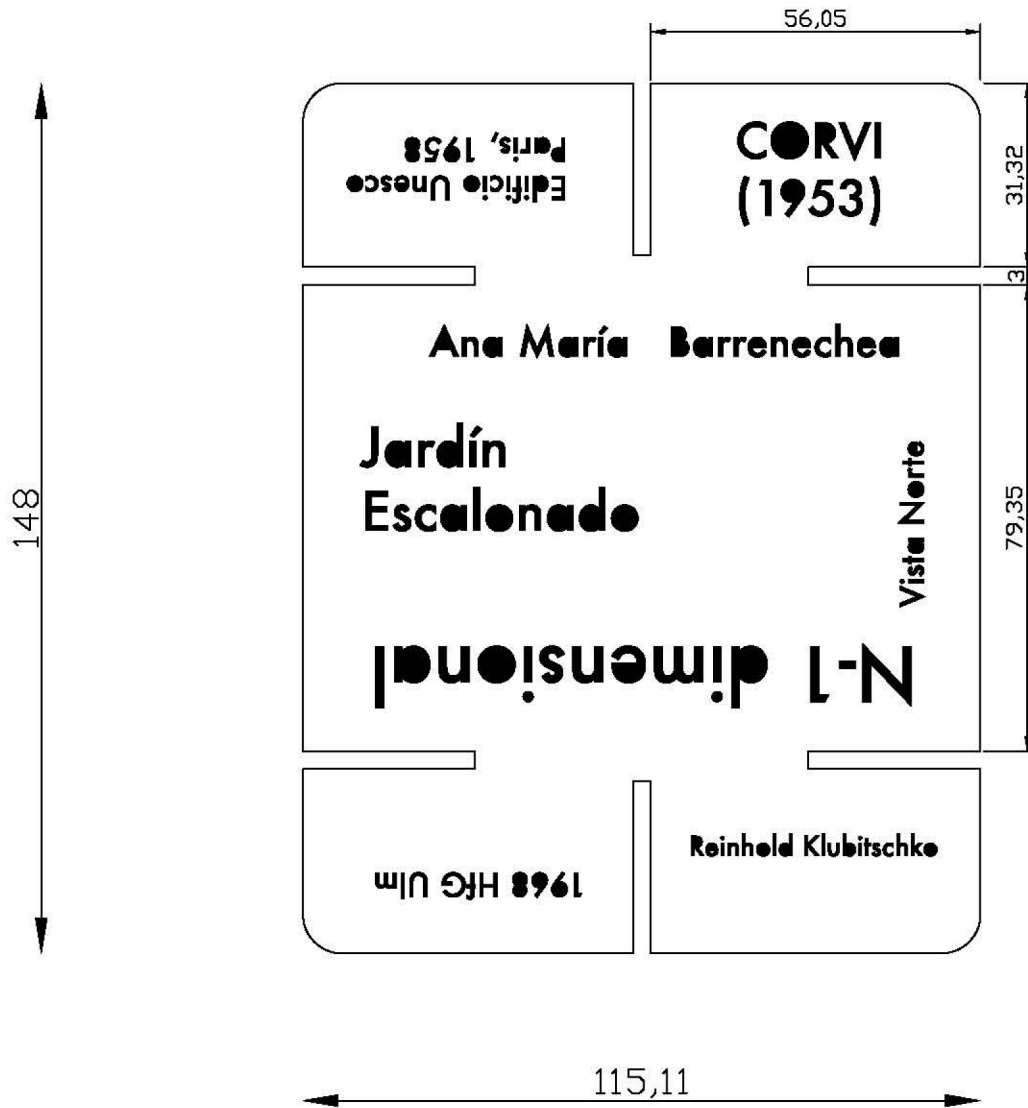 56,05
Edificio Unesco
Paris, 1958
CORVI
(1953)
31,32
3
Ana María Barrenechea
Jardín
Escalonado
Vista Norte
79,35
148
N-1 dimensional
1968 HfG Ulm
Reinhold Klubitschko
115,11